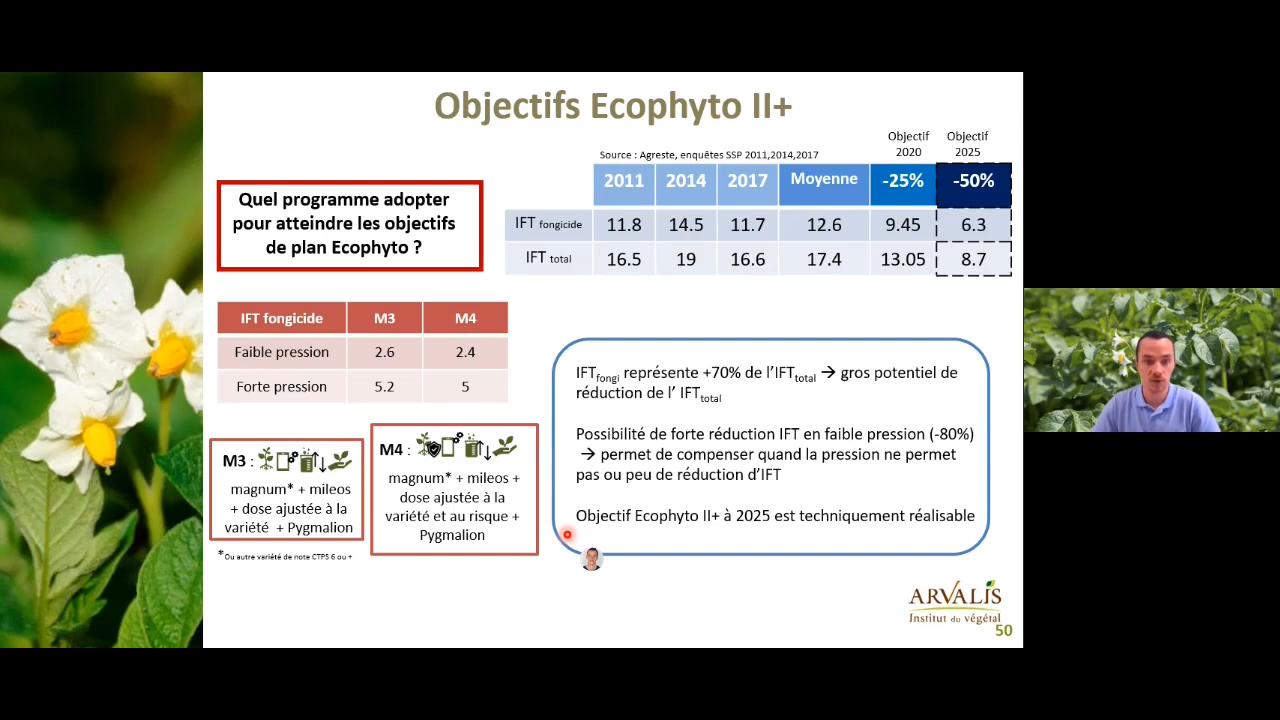 Objectifs Ecophyto II+
Objectif
2020
Objectif
2025
Source : Agreste, enquêtes SSP 2011,2014,2017
Quel programme adopter
pour atteindre les objectifs
de plan Ecophyto ?
2011 2014 2017 Moyenne -25% -50%
IFT fongicide 11.8 14.5 11.7 12.6 9.45 6.3
IFT total 16.5 19 16.6 17.4 13.05 8.7
IFT fongicide M3 M4
Faible pression 2.6 2.4
Forte pression 5.2 5
IFTfongi représente +70% de l'IFTtotal → gros potentiel de
réduction de l' IFTtotal
Possibilité de forte réduction IFT en faible pression (-80%)
→ permet de compenser quand la pression ne permet
pas ou peu de réduction d'IFT
Objectif Ecophyto II+ à 2025 est techniquement réalisable
M3 :
magnum* + mileos
+ dose ajustée à la
variété + Pygmalion
M4 :
magnum* + mileos +
dose ajustée à la
variété et au risque +
Pygmalion
*Ou autre variété de note CTPS 6 ou +
ARVALIS
Institut du végétal
50